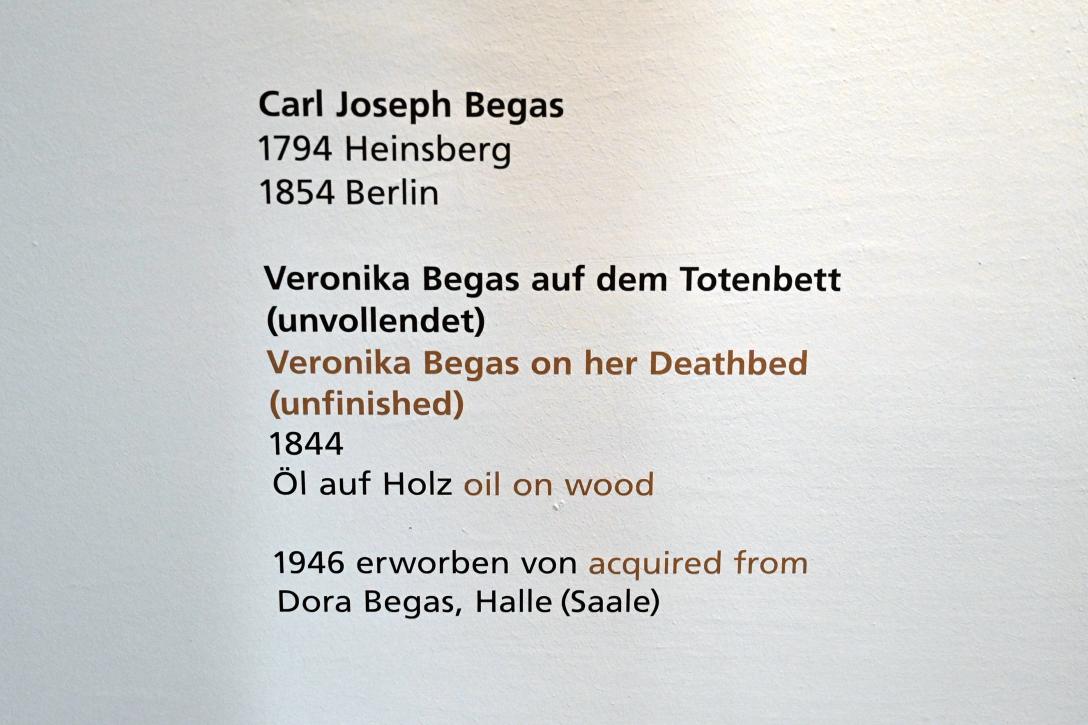 Carl Joseph Begas
1794 Heinsberg
1854 Berlin
Veronika Begas auf dem Totenbett
(unvollendet)
Veronika Begas on her Deathbed
(unfinished)
1844
Öl auf Holz oil on wood
1946 erworben von acquired from
Dora Begas, Halle (Saale)